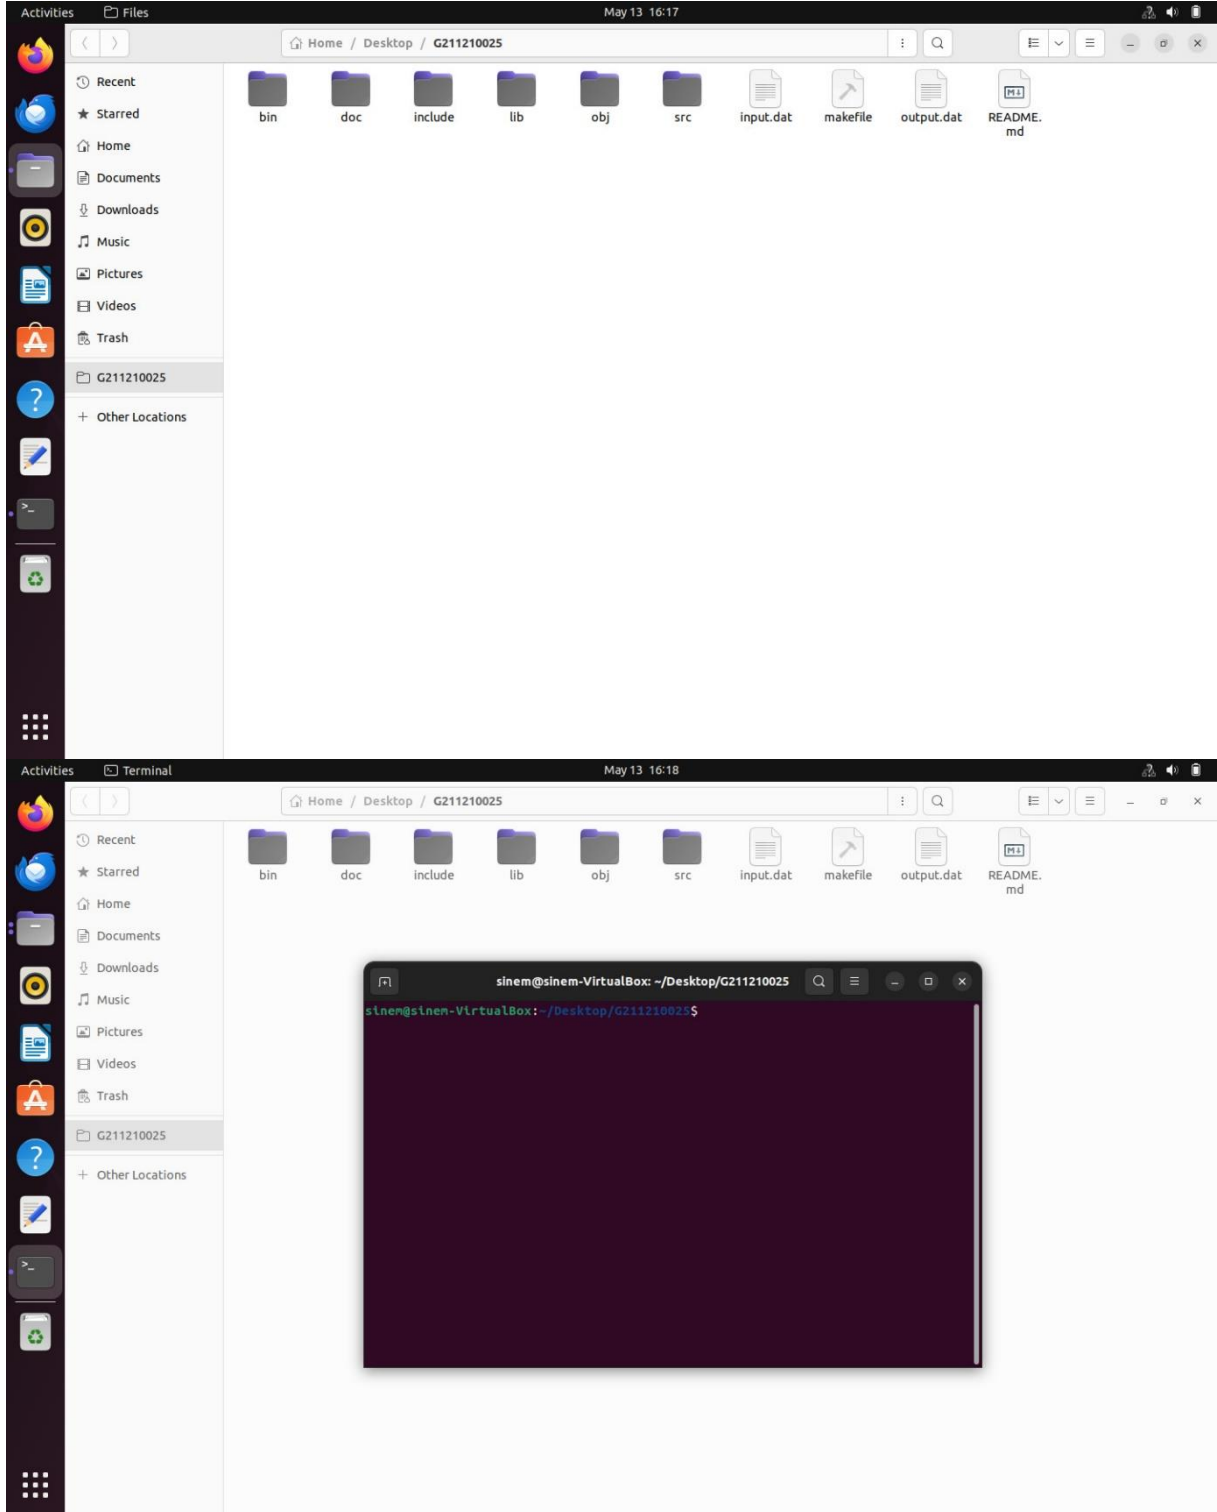 Activities Files May 13 16:17
Home / Desktop / G211210025
Recent
Starred
Home
Documents
Downloads
Music
Pictures
Videos
Trash
G211210025
+ Other Locations
bin doc include lib obj src input.dat makefile output.dat README.
md
Activities Terminal May 13 16:18
Home / Desktop / G211210025
Recent
Starred
Home
Documents
Downloads
Music
Pictures
Videos
Trash
G211210025
+ Other Locations
bin doc include lib obj src input.dat makefile output.dat README.
md
sinem@sinem-VirtualBox: ~/Desktop/G211210025
sinem@sinem-VirtualBox:~/Desktop/G211210025$